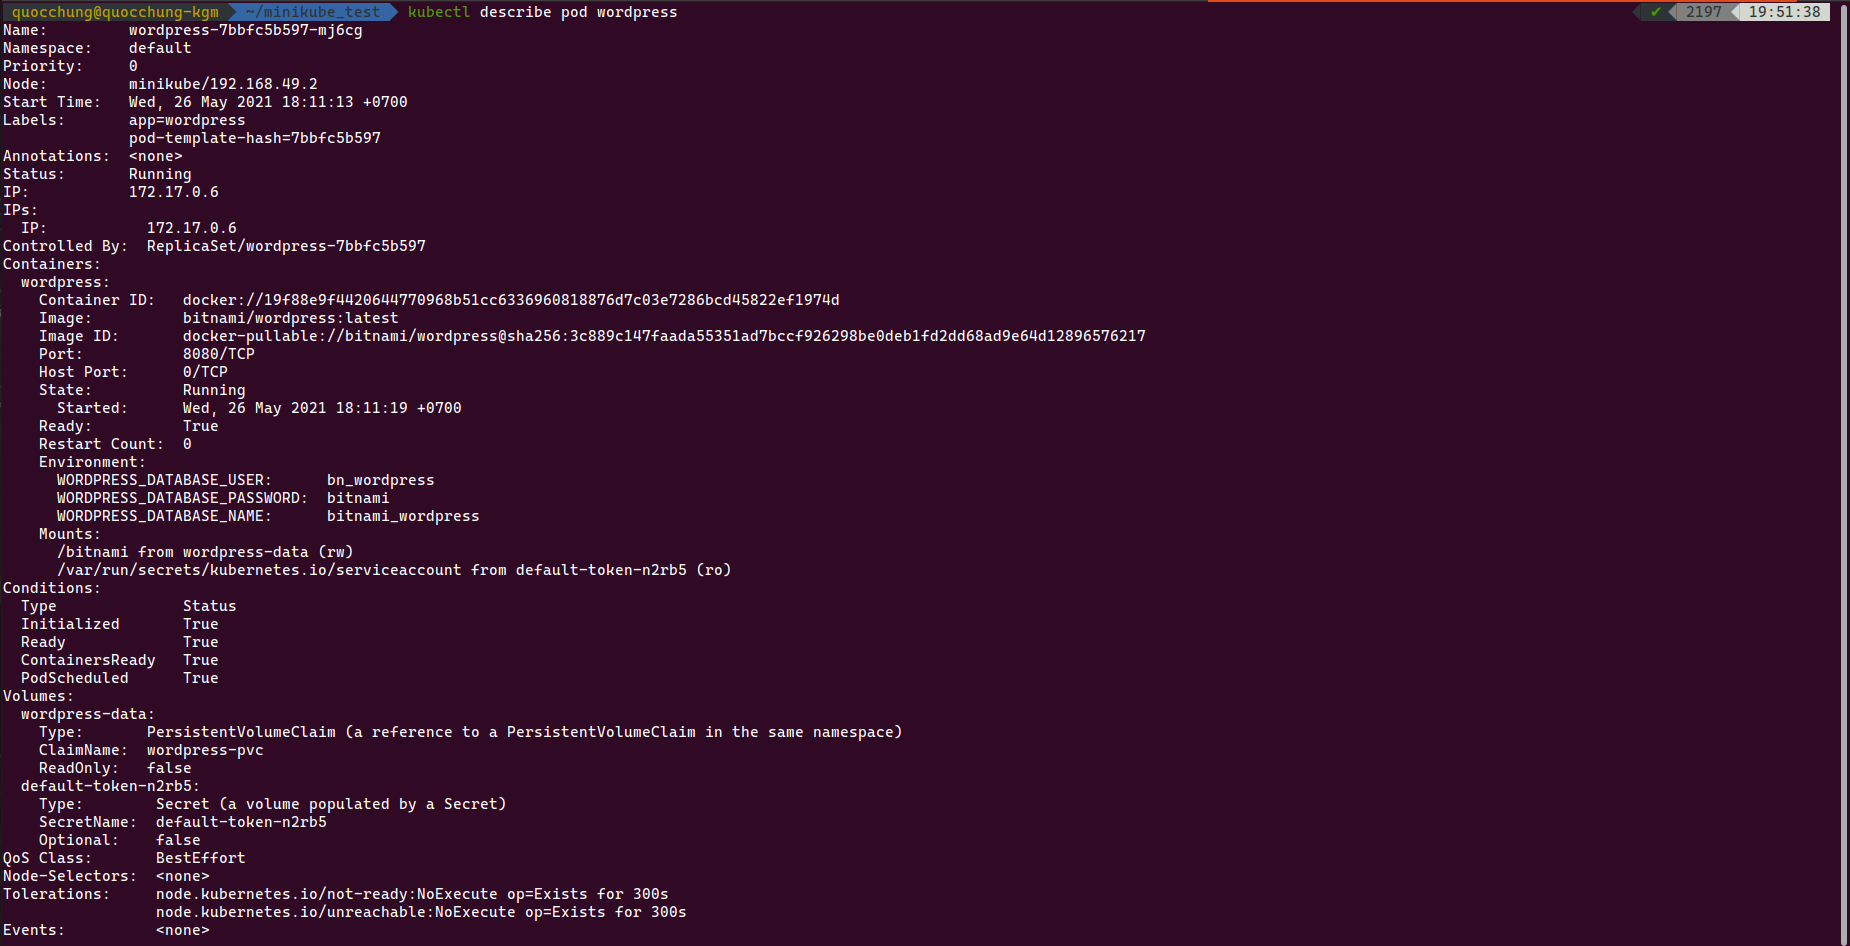 quocchung@quocchung-kgm ~/minikube_test kubectl describe pod wordpress ✔ 2197 19:51:38
Name: wordpress-7bbfc5b597-mj6cg
Namespace: default
Priority: 0
Node: minikube/192.168.49.2
Start Time: Wed, 26 May 2021 18:11:13 +0700
Labels: app=wordpress
pod-template-hash=7bbfc5b597
Annotations: <none>
Status: Running
IP: 172.17.0.6
IPs:
IP: 172.17.0.6
Controlled By: ReplicaSet/wordpress-7bbfc5b597
Containers:
wordpress:
Container ID: docker://19f88e9f4420644770968b51cc6336960818876d7c03e7286bcd45822ef1974d
Image: bitnami/wordpress:latest
Image ID: docker-pullable://bitnami/wordpress@sha256:3c889c147faada55351ad7bccf926298be0deb1fd2dd68ad9e64d12896576217
Port: 8080/TCP
Host Port: 0/TCP
State: Running
Started: Wed, 26 May 2021 18:11:19 +0700
Ready: True
Restart Count: 0
Environment:
WORDPRESS_DATABASE_USER: bn_wordpress
WORDPRESS_DATABASE_PASSWORD: bitnami
WORDPRESS_DATABASE_NAME: bitnami_wordpress
Mounts:
/bitnami from wordpress-data (rw)
/var/run/secrets/kubernetes.io/serviceaccount from default-token-n2rb5 (ro)
Conditions:
Type Status
Initialized True
Ready True
ContainersReady True
PodScheduled True
Volumes:
wordpress-data:
Type: PersistentVolumeClaim (a reference to a PersistentVolumeClaim in the same namespace)
ClaimName: wordpress-pvc
ReadOnly: false
default-token-n2rb5:
Type: Secret (a volume populated by a Secret)
SecretName: default-token-n2rb5
Optional: false
QoS Class: BestEffort
Node-Selectors: <none>
Tolerations: node.kubernetes.io/not-ready:NoExecute op=Exists for 300s
node.kubernetes.io/unreachable:NoExecute op=Exists for 300s
Events: <none>